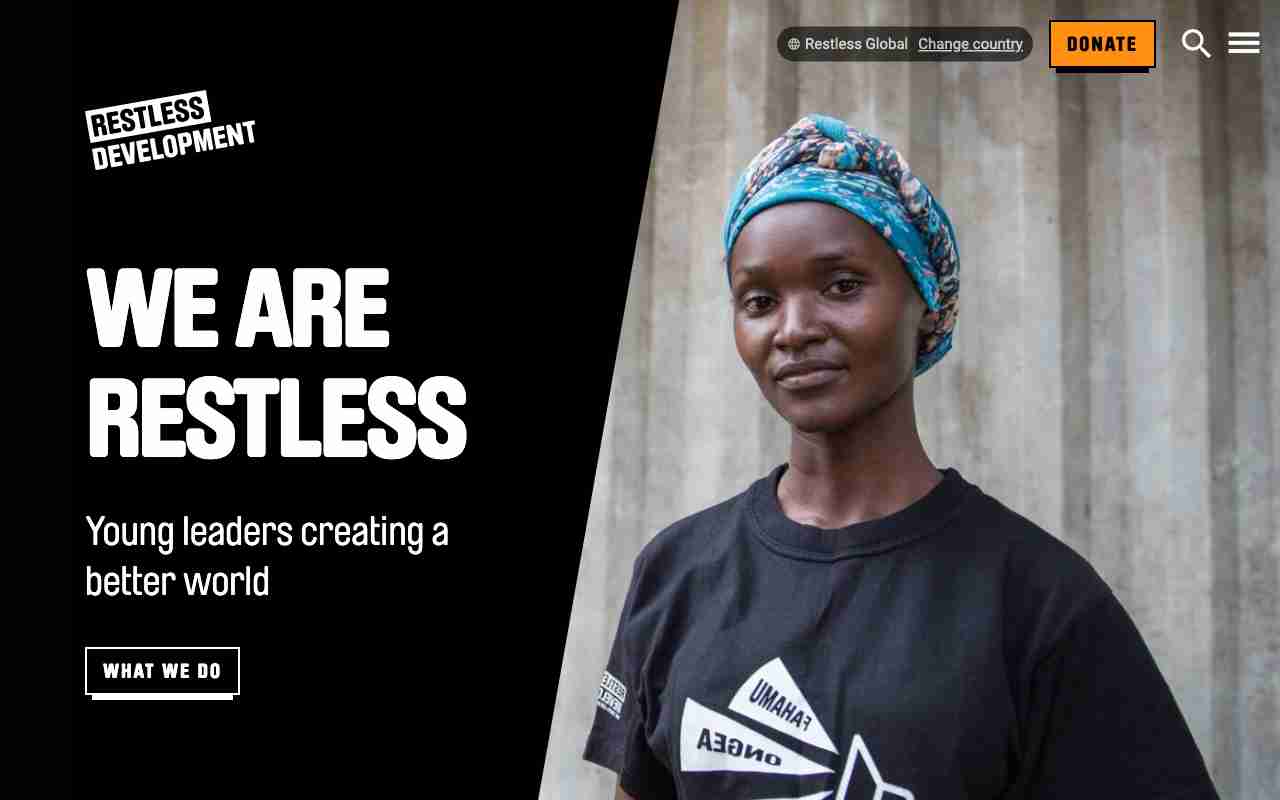 Restless Global Change country
DONATE
RESTLESS
DEVELOPMENT
WE ARE
RESTLESS
Young leaders creating a
better world
WHAT WE DO
FAHAMU
ONGEA